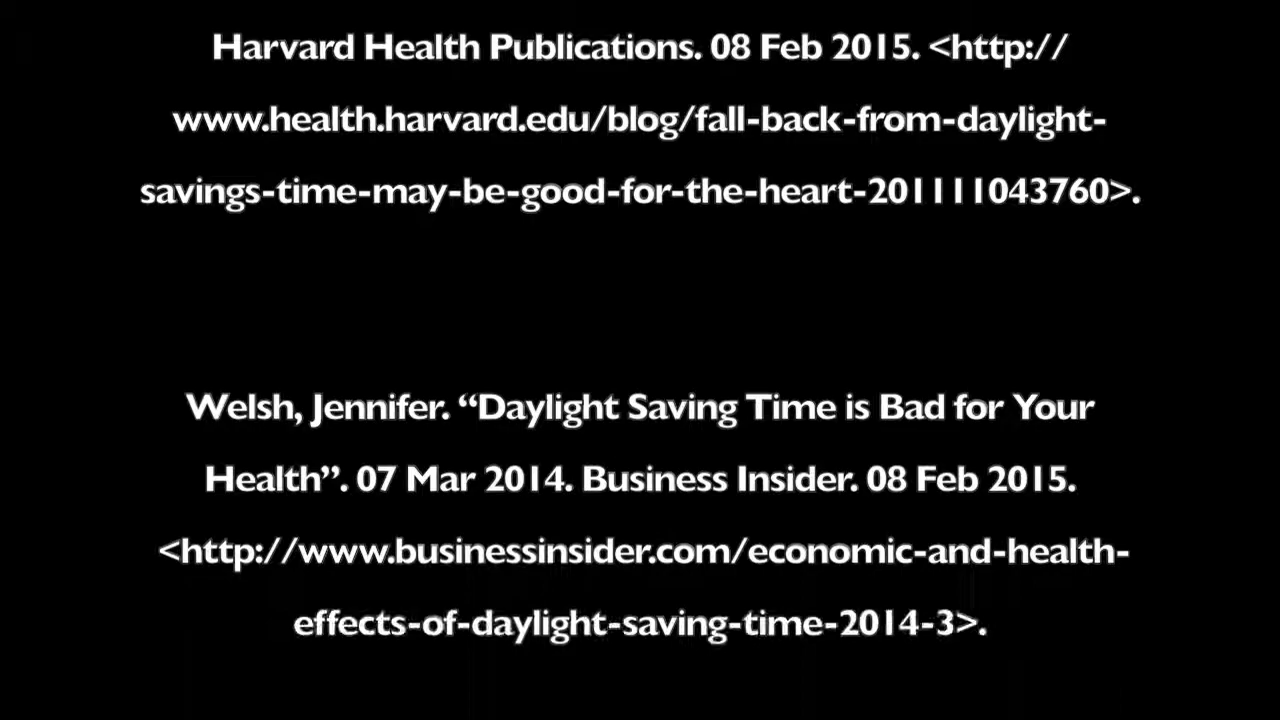 Harvard Health Publications. 08 Feb 2015. <http://
www.health.harvard.edu/blog/fall-back-from-daylight-
savings-time-may-be-good-for-the-heart-201111043760>.
Welsh, Jennifer. “Daylight Saving Time is Bad for Your
Health”. 07 Mar 2014. Business Insider. 08 Feb 2015.
<http://www.businessinsider.com/economic-and-health-
effects-of-daylight-saving-time-2014-3>.